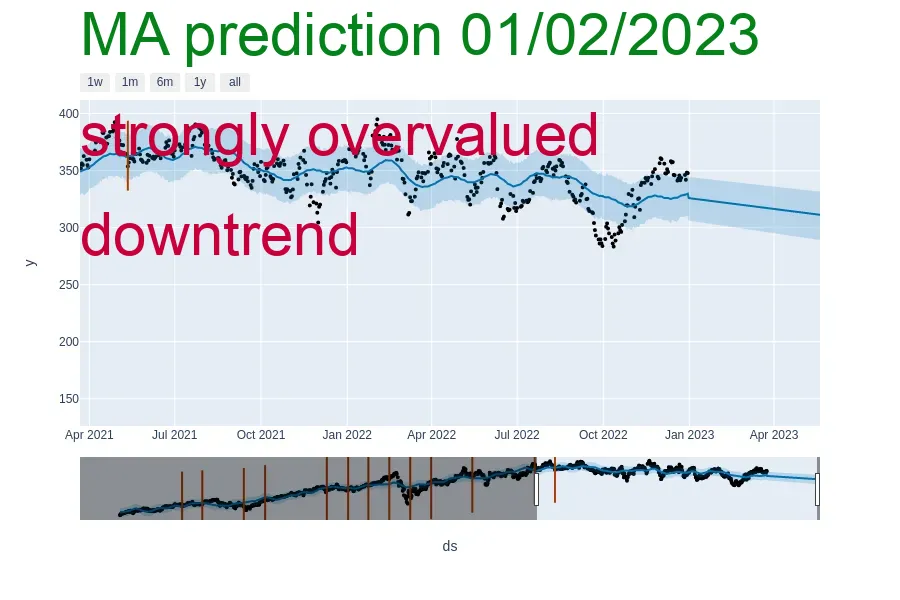 MA prediction 01/02/2023
1w 1m 6m 1y all
400
strongly overvalued
350
300
downtrend
y
250
200
150
Apr 2021 Jul 2021 Oct 2021 Jan 2022 Apr 2022 Jul 2022 Oct 2022 Jan 2023 Apr 2023
ds